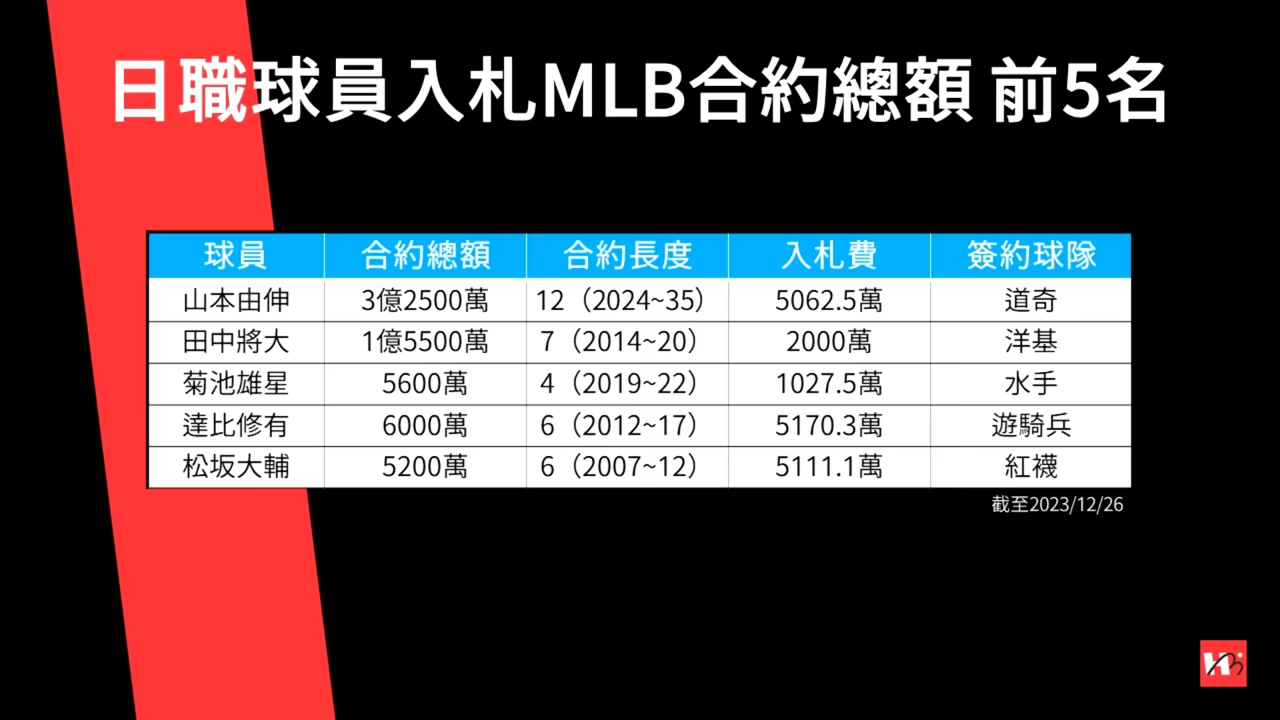 日職球員入札MLB合約總額 前5名
球員 合約總額 合約長度 入札費 簽約球隊
山本由伸 3億2500萬 12（2024~35） 5062.5萬 道奇
田中將大 1億5500萬 7（2014~20） 2000萬 洋基
菊池雄星 5600萬 4（2019~22） 1027.5萬 水手
達比修有 6000萬 6（2012~17） 5170.3萬 遊騎兵
松坂大輔 5200萬 6（2007~12） 5111.1萬 紅襪
截至2023/12/26